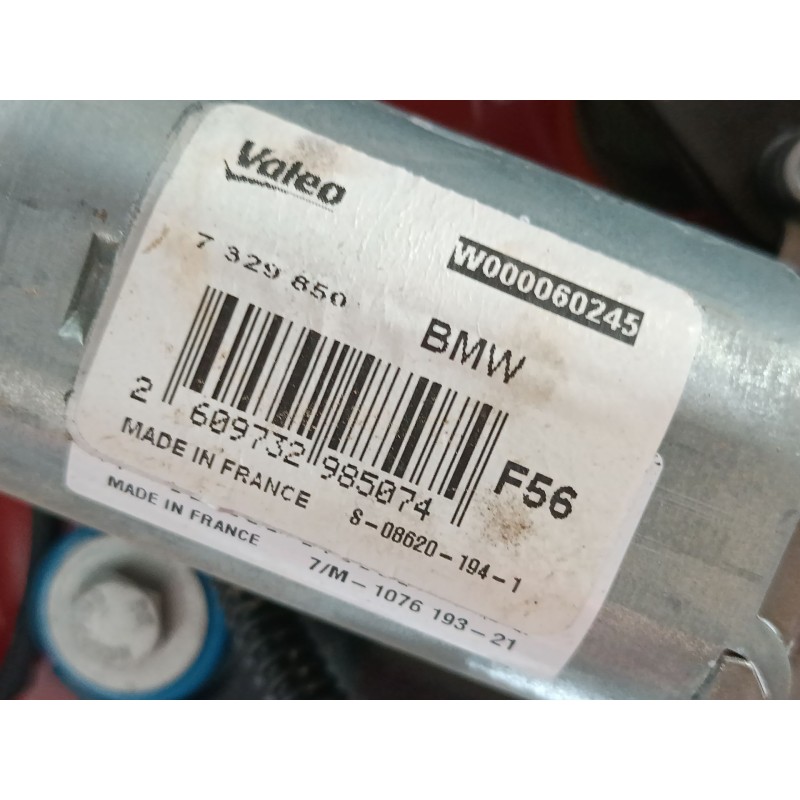 Valeo
W000060245
7 329 850
BMW
2 609732 985074
F56
MADE IN FRANCE
S-08620-194-1
MADE IN FRANCE
7/M-1076 193-21